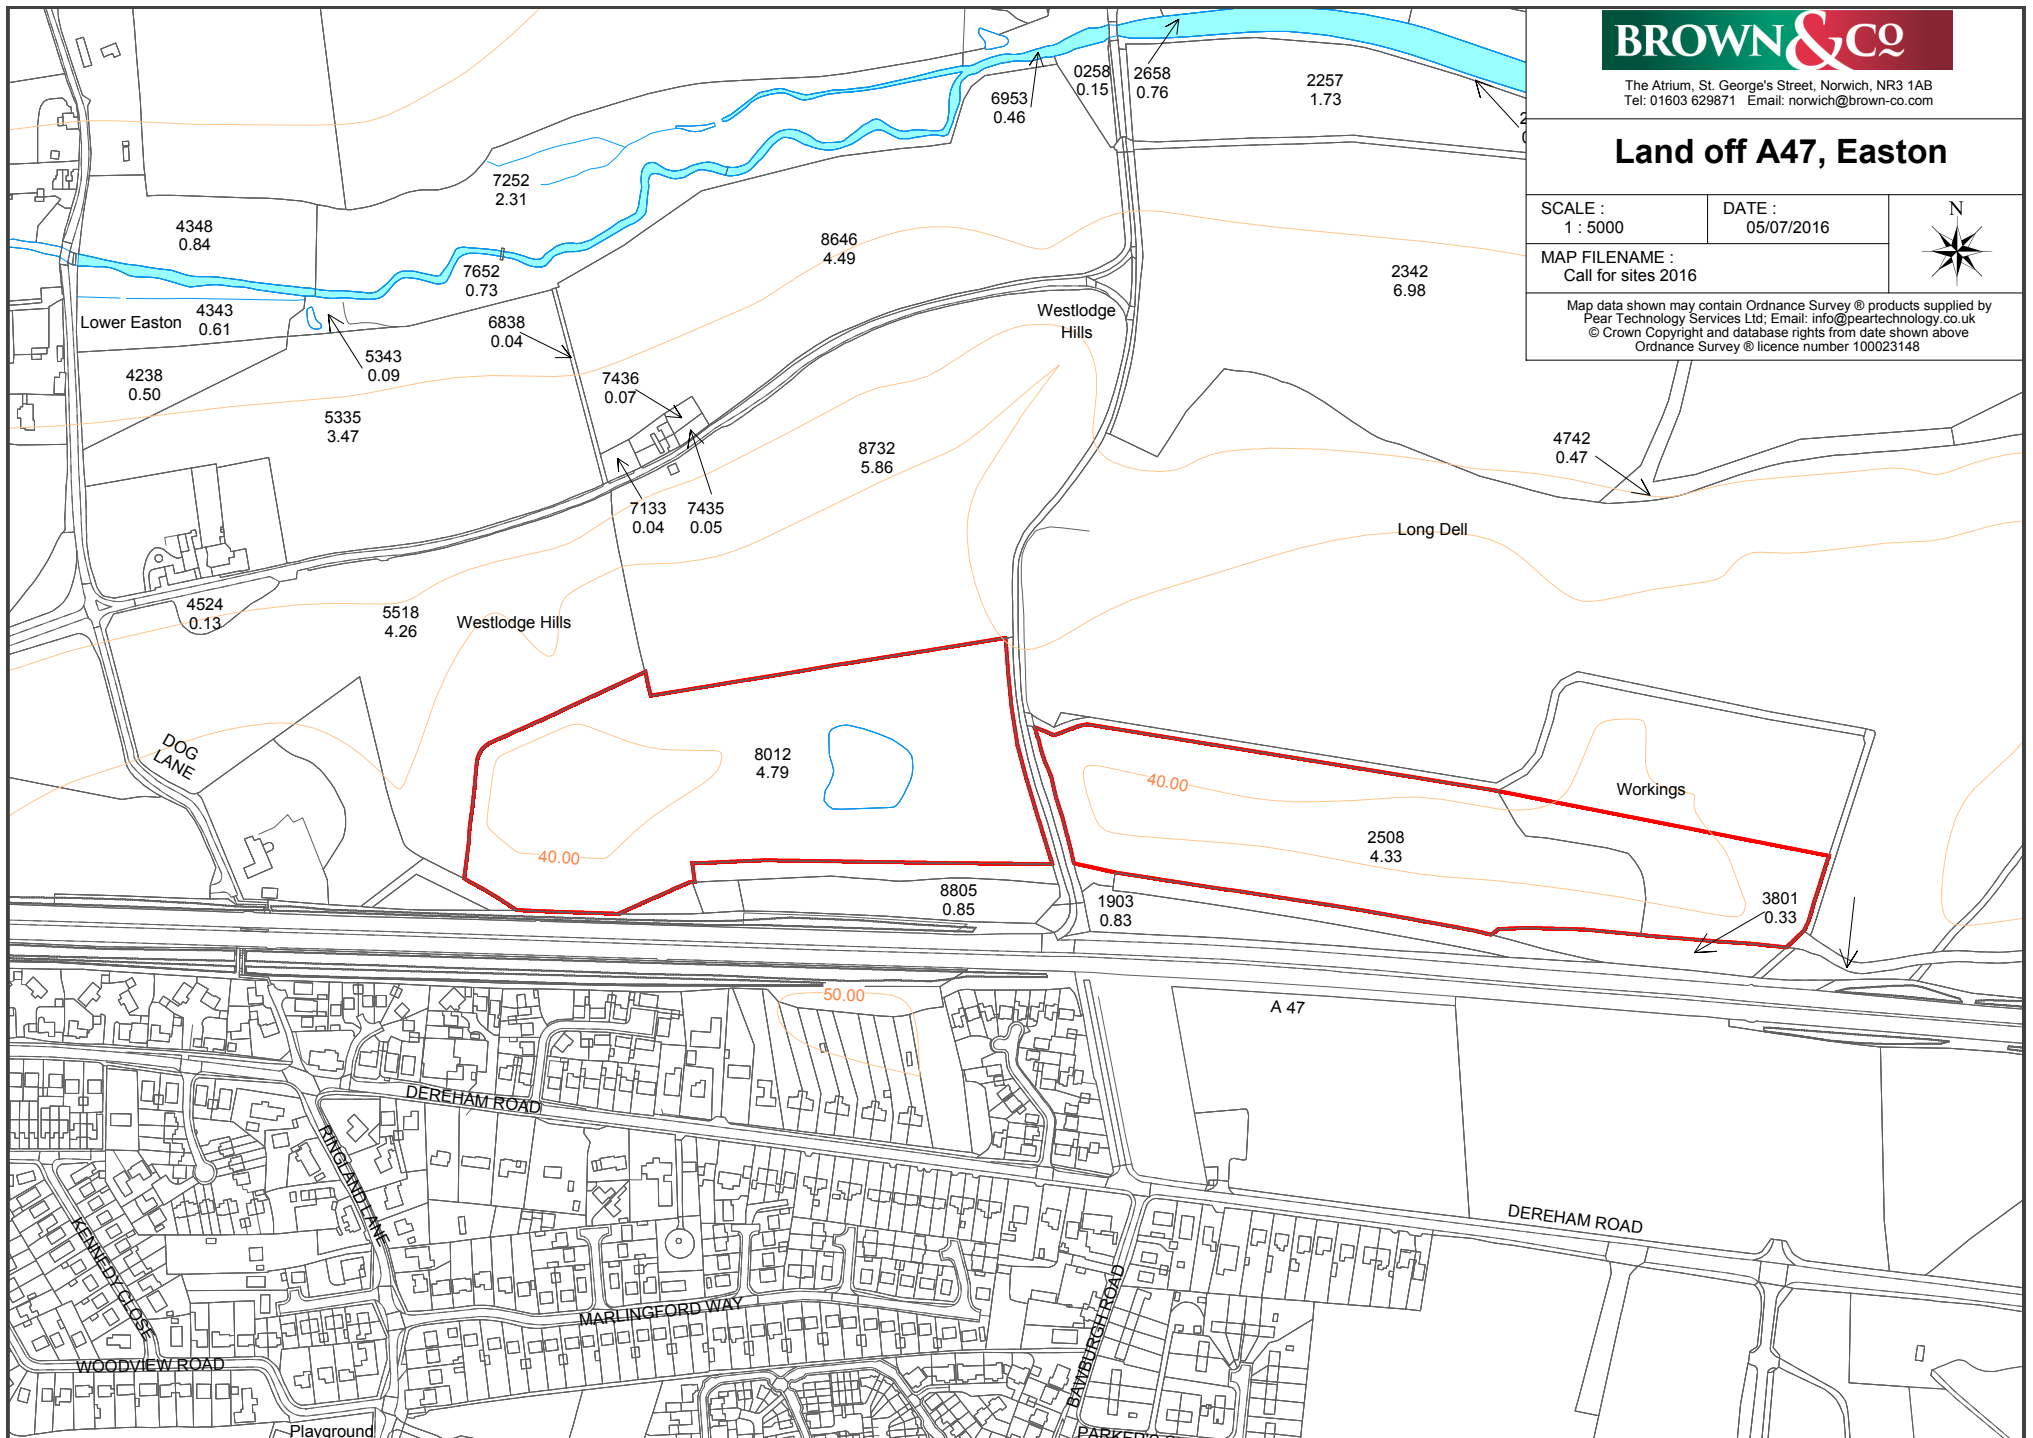 BROWN&CO
The Atrium, St. George's Street, Norwich, NR3 1AB
Tel: 01603 629871 Email: norwich@brown-co.com
Land off A47, Easton
SCALE :
1 : 5000
DATE :
05/07/2016
N
MAP FILENAME :
Call for sites 2016
Map data shown may contain Ordnance Survey ® products supplied by
Pear Technology Services Ltd; Email: info@peartechnology.co.uk
© Crown Copyright and database rights from date shown above
Ordnance Survey ® licence number 100023148
0258
0.15
2658
0.76
2257
1.73
6953
0.46
7252
2.31
4348
0.84
8646
4.49
7652
0.73
2342
6.98
4343
0.61
Lower Easton
6838
0.04
Westlodge
Hills
5343
0.09
4238
0.50
7436
0.07
5335
3.47
8732
5.86
4742
0.47
7133
0.04
7435
0.05
Long Dell
4524
0.13
5518
4.26
Westlodge Hills
DOG
LANE
8012
4.79
40.00
Workings
2508
4.33
40.00
8805
0.85
1903
0.83
3801
0.33
50.00
A 47
DEREHAM ROAD
RINGLAND LANE
DEREHAM ROAD
KENNEDY CLOSE
MARLINGFORD WAY
BAWBURGH ROAD
WOODVIEW ROAD
Playground